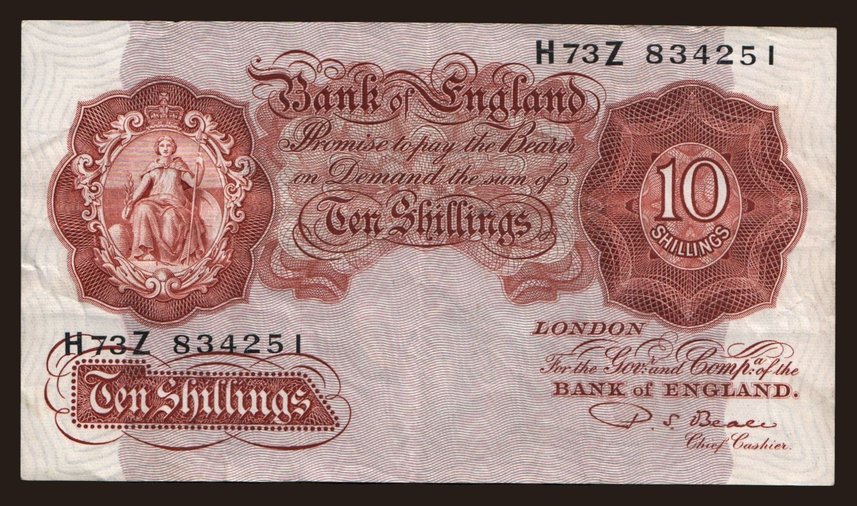 H73Z 834251
Bank of England
Promise to pay the Bearer
on Demand the sum of
Ten Shillings
10
SHILLINGS
H73Z 834251
Ten Shillings
LONDON
For the Govr. and Compa. of the
BANK of ENGLAND.
P. S. Beale
Chief Cashier.